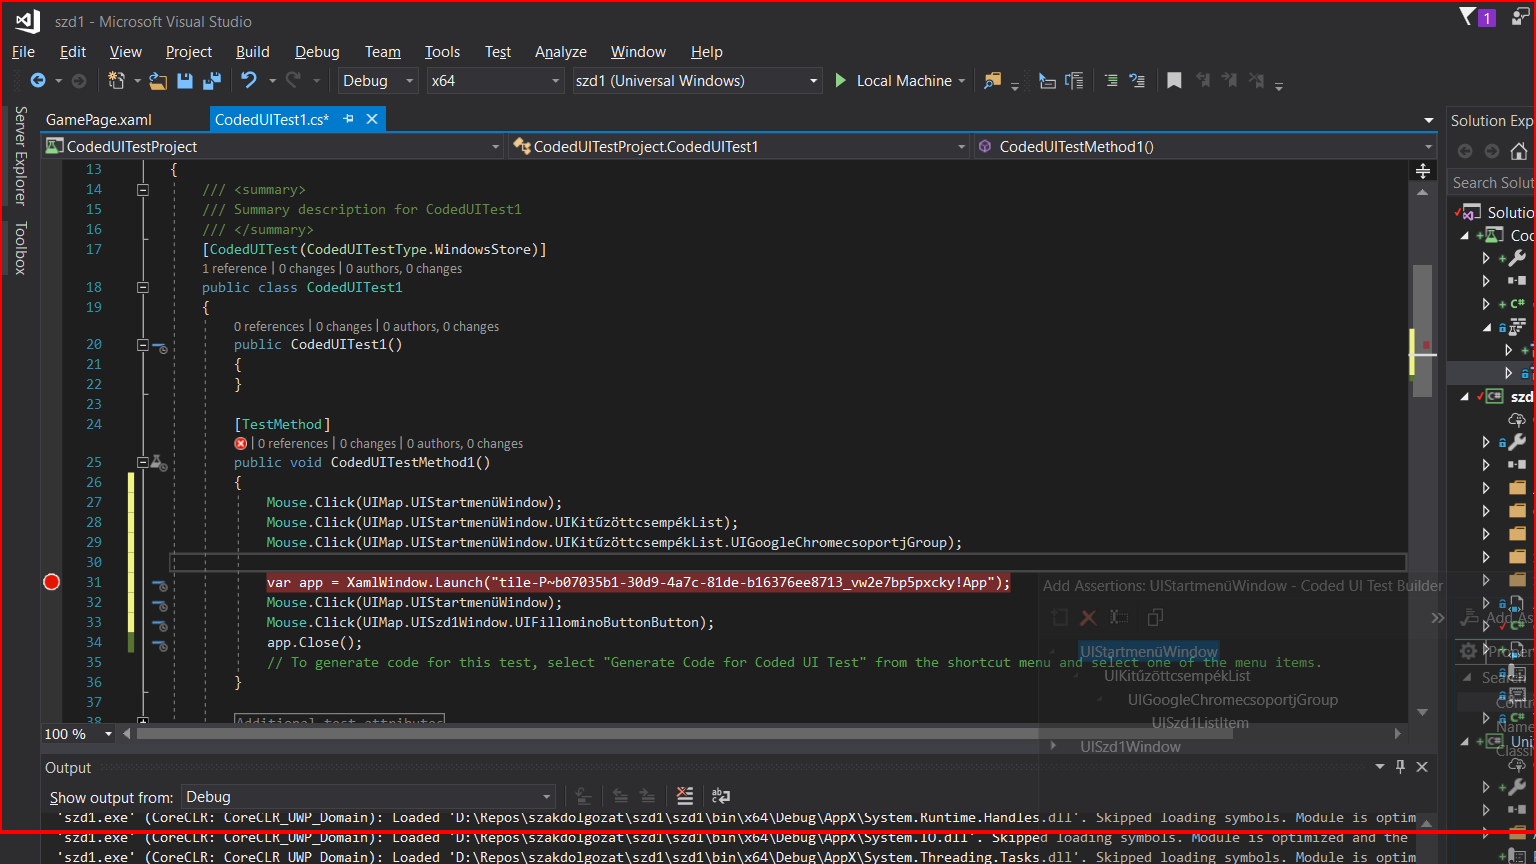 szd1 - Microsoft Visual Studio
1
File Edit View Project Build Debug Team Tools Test Analyze Window Help
Debug x64 szd1 (Universal Windows) Local Machine
Server Explorer
Toolbox
GamePage.xaml CodedUITest1.cs*
CodedUITestProject CodedUITestProject.CodedUITest1 CodedUITestMethod1()
13 {
14 /// <summary>
15 /// Summary description for CodedUITest1
16 /// </summary>
17 [CodedUITest(CodedUITestType.WindowsStore)]
1 reference | 0 changes | 0 authors, 0 changes
18 public class CodedUITest1
19 {
0 references | 0 changes | 0 authors, 0 changes
20 public CodedUITest1()
21 {
22 }
23
24 [TestMethod]
| 0 references | 0 changes | 0 authors, 0 changes
25 public void CodedUITestMethod1()
26 {
27 Mouse.Click(UIMap.UIStartmenüWindow);
28 Mouse.Click(UIMap.UIStartmenüWindow.UIKitűzöttcsempékList);
29 Mouse.Click(UIMap.UIStartmenüWindow.UIKitűzöttcsempékList.UIGoogleChromecsoportjGroup);
30
31 var app = XamlWindow.Launch("tile-P~b07035b1-30d9-4a7c-81de-b16376ee8713_vw2e7bp5pxcky!App");
32 Mouse.Click(UIMap.UIStartmenüWindow);
33 Mouse.Click(UIMap.UISzd1Window.UIFillominoButtonButton);
34 app.Close();
35 // To generate code for this test, select "Generate Code for Coded UI Test" from the shortcut menu and select one of the menu items.
36 }
37
38 Additional test attributes
100 %
Add Assertions: UIStartmenüWindow - Coded UI Test Builder
UIStartmenüWindow
UIKitűzöttcsempékList
UIGoogleChromecsoportjGroup
UISzd1ListItem
UISzd1Window
Solution Exp
Search Solut
Solutio
Cod
szd
Uni
Add As
Search
Contr
Name
Classi
Output
Show output from: Debug
'szd1.exe' (CoreCLR: CoreCLR_UWP_Domain): Loaded 'D:\Repos\szakdolgozat\szd1\szd1\bin\x64\Debug\AppX\System.Runtime.Handles.dll'. Skipped loading symbols. Module is optim
'szd1.exe' (CoreCLR: CoreCLR_UWP_Domain): Loaded 'D:\Repos\szakdolgozat\szd1\szd1\bin\x64\Debug\AppX\System.IO.dll'. Skipped loading symbols. Module is optimized and the
'szd1.exe' (CoreCLR: CoreCLR_UWP_Domain): Loaded 'D:\Repos\szakdolgozat\szd1\szd1\bin\x64\Debug\AppX\System.Threading.Tasks.dll'. Skipped loading symbols. Module is optim